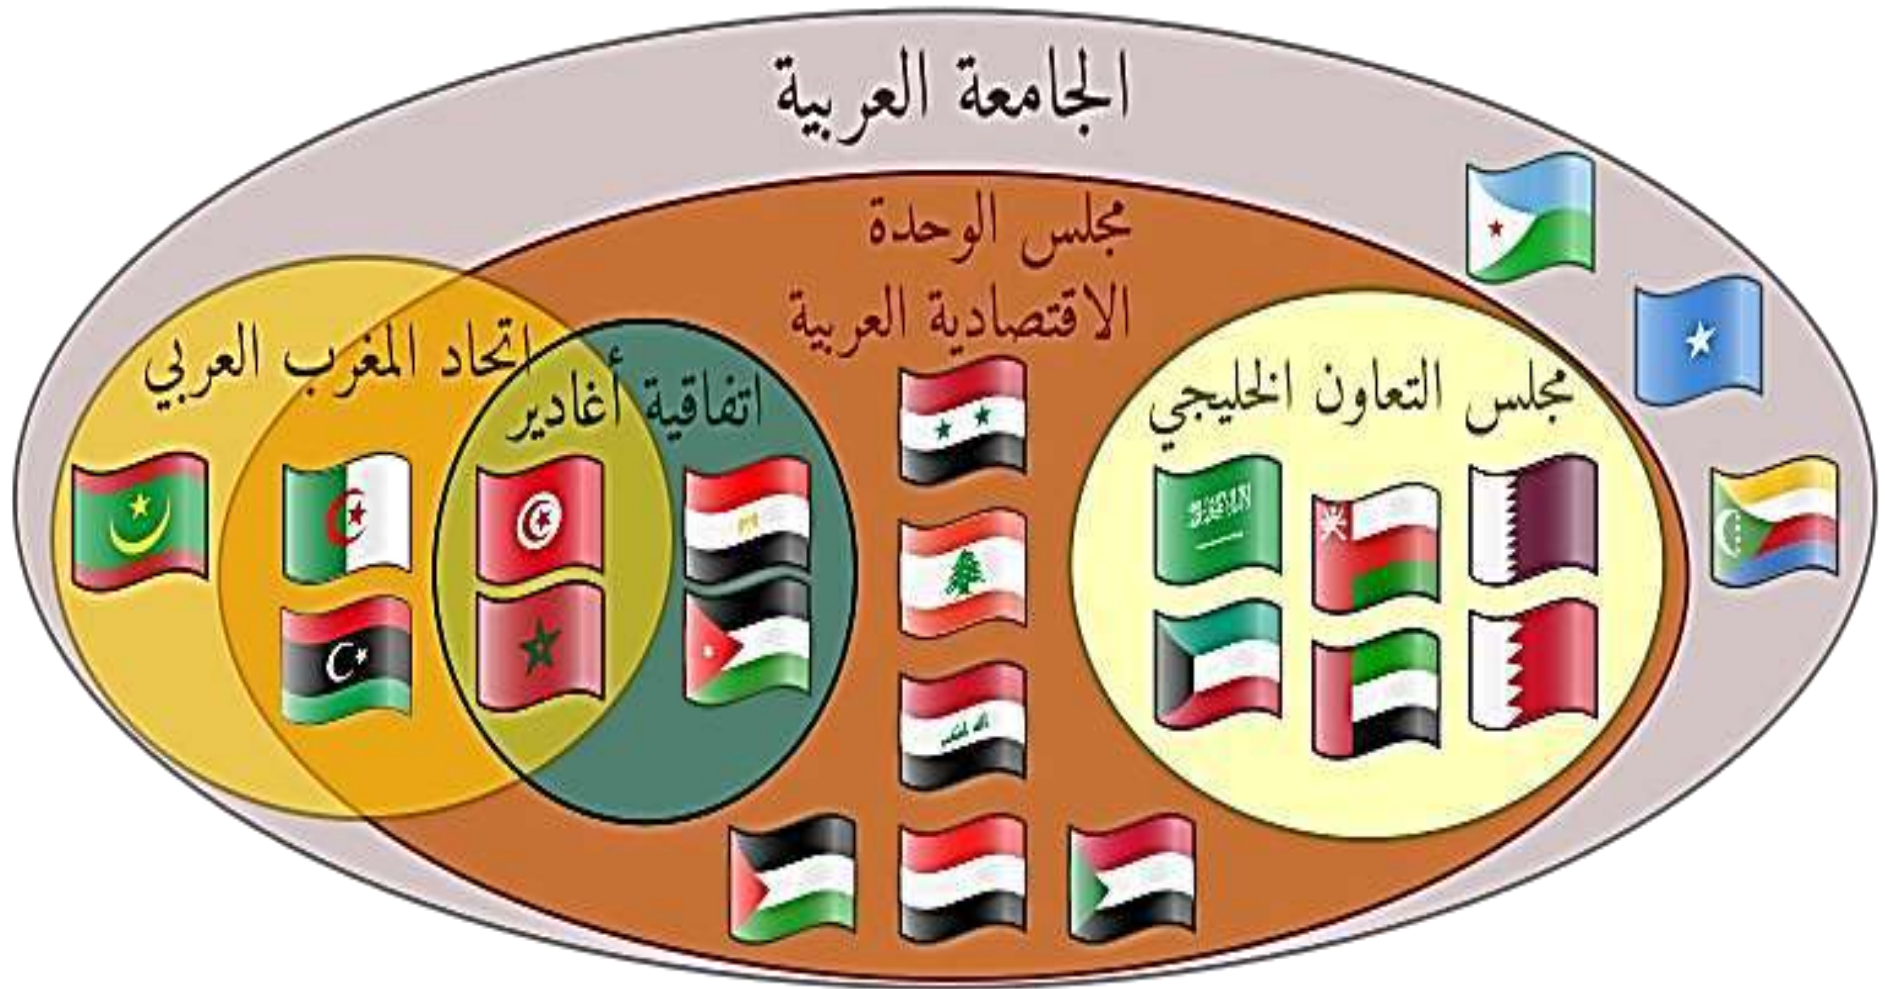 الجامعة العربية
مجلس الوحدة
الاقتصادية العربية
اتحاد المغرب العربي
اتفاقية أغادير
مجلس التعاون الخليجي